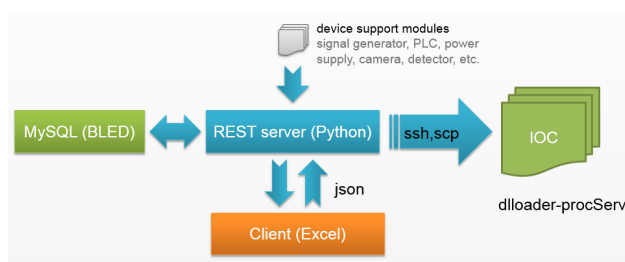 device support modules
signal generator, PLC, power
supply, camera, detector, etc.
MySQL (BLED)
REST server (Python)
ssh,scp
IOC
json
dlloader-procServ
Client (Excel)